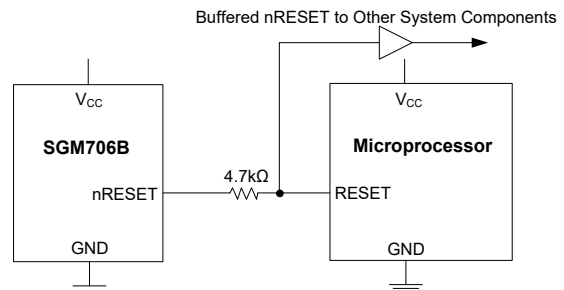 Buffered nRESET to Other System Components
VCC
SGM706B
nRESET
GND
4.7kΩ
VCC
Microprocessor
RESET
GND